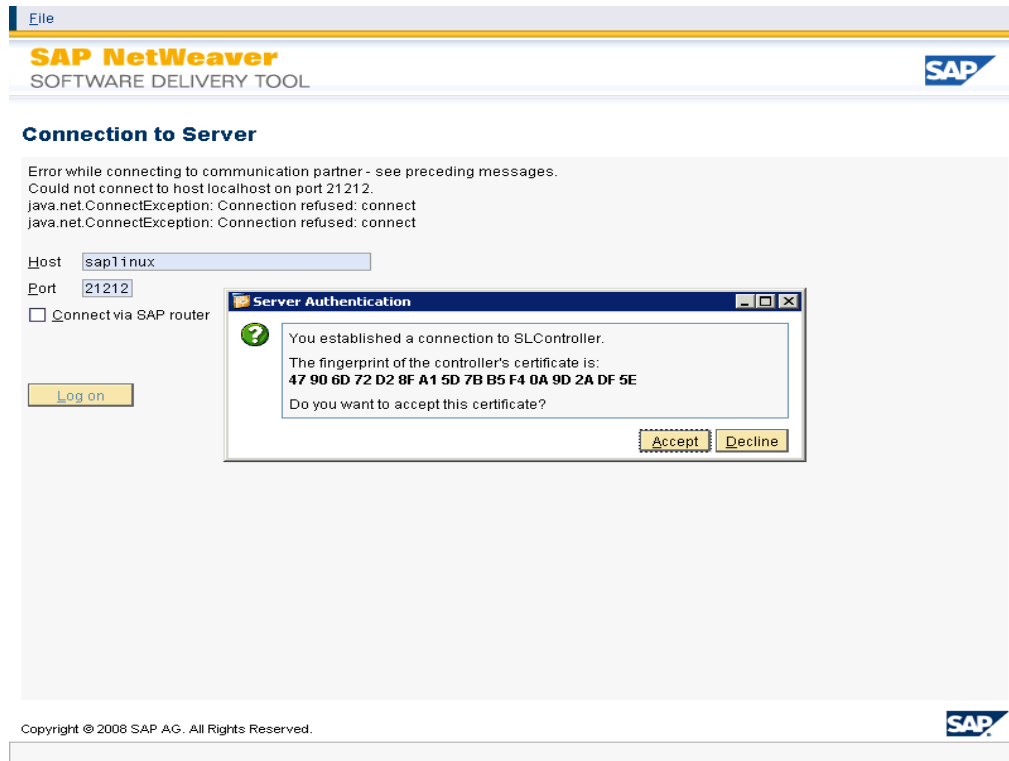 File
SAP NetWeaver
SOFTWARE DELIVERY TOOL
SAP
Connection to Server
Error while connecting to communication partner - see preceding messages.
Could not connect to host localhost on port 21212.
java.net.ConnectException: Connection refused: connect
java.net.ConnectException: Connection refused: connect
Host saplinux
Port 21212
Connect via SAP router
Log on
Server Authentication
You established a connection to SLController.
The fingerprint of the controller's certificate is:
47 90 6D 72 D2 8F A1 5D 7B B5 F4 0A 9D 2A DF 5E
Do you want to accept this certificate?
Accept Decline
Copyright © 2008 SAP AG. All Rights Reserved.
SAP